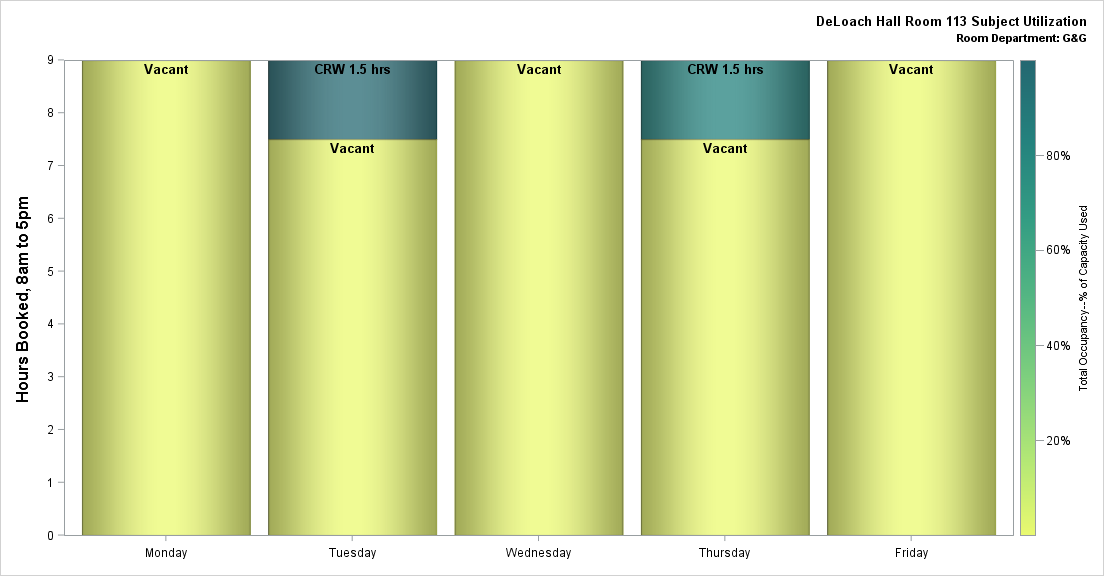 DeLoach Hall Room 113 Subject Utilization
Room Department: G&G
Hours Booked, 8am to 5pm
9
8
7
6
5
4
3
2
1
0
Vacant
CRW 1.5 hrs
Vacant
Vacant
CRW 1.5 hrs
Vacant
Vacant
Monday
Tuesday
Wednesday
Thursday
Friday
80%
60%
40%
20%
Total Occupancy--% of Capacity Used